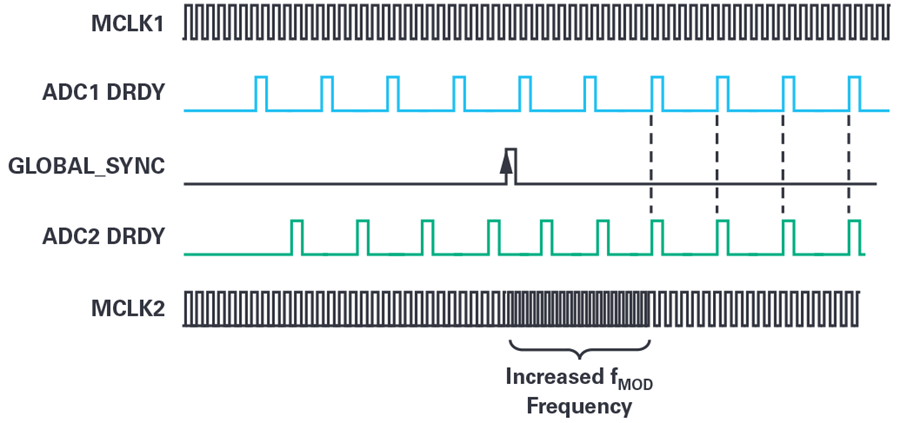 MCLK1
ADC1 DRDY
GLOBAL_SYNC
ADC2 DRDY
MCLK2
Increased fMOD
Frequency